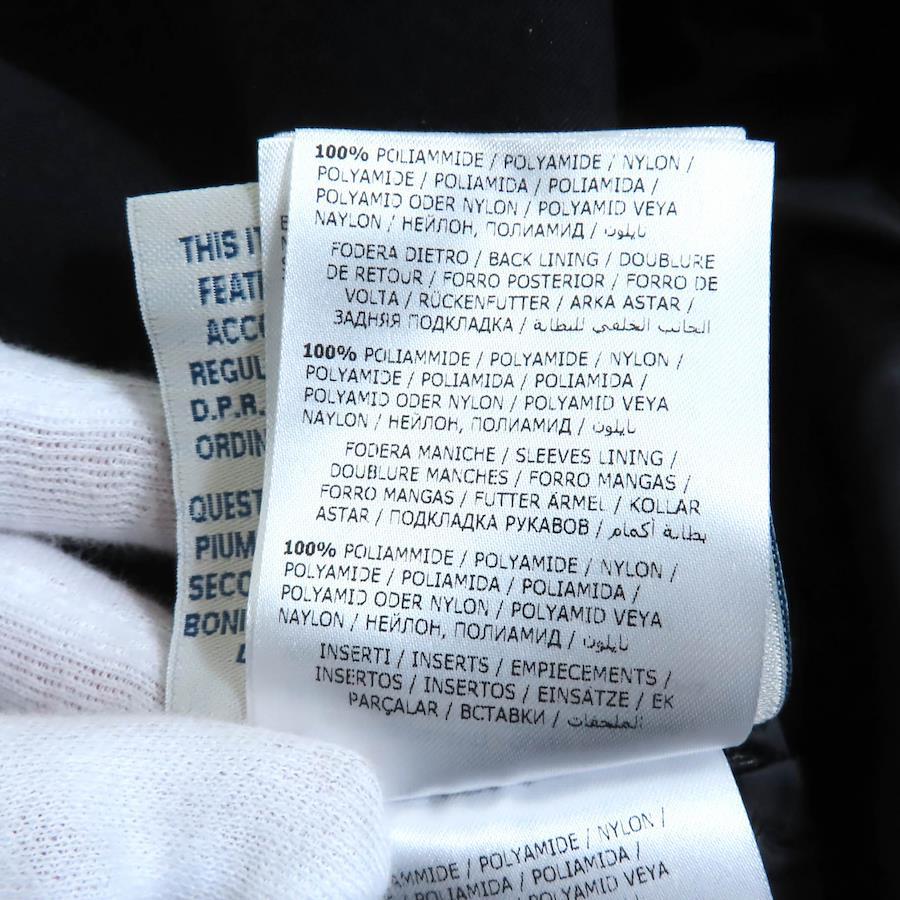 THIS IT
FEAT
ACCO
REGUL
D.P.R.
ORDIN
QUEST
PIUM
SECO
BONI
100% POLIAMMIDE / POLYAMIDE / NYLON /
POLYAMIDE / POLIAMIDA / POLIAMIDA /
POLYAMID ODER NYLON / POLYAMID VEYA
NAYLON / НЕЙЛОН, ПОЛИАМИД / نايلون
FODERA DIETRO / BACK LINING / DOUBLURE
DE RETOUR / FORRO POSTERIOR / FORRO DE
VOLTA / RÜCKENFUTTER / ARKA ASTAR /
ЗАДНЯЯ ПОДКЛАДКА / الجانب الخلفي للبطانة
100% POLIAMMIDE / POLYAMIDE / NYLON /
POLYAMIDE / POLIAMIDA / POLIAMIDA /
POLYAMID ODER NYLON / POLYAMID VEYA
NAYLON / НЕЙЛОН, ПОЛИАМИД / نايلون
FODERA MANICHE / SLEEVES LINING /
DOUBLURE MANCHES / FORRO MANGAS /
FORRO MANGAS / FUTTER ÄRMEL / KOLLAR
ASTAR / ПОДКЛАДКА РУКАВОВ / بطانة أكمام
100% POLIAMMIDE / POLYAMIDE / NYLON /
POLYAMIDE / POLIAMIDA / POLIAMIDA /
POLYAMID ODER NYLON / POLYAMID VEYA
NAYLON / НЕЙЛОН, ПОЛИАМИД / نايلون
INSERTI / INSERTS / EMPIECEMENTS /
INSERTOS / INSERTOS / EINSÄTZE / EK
PARÇALAR / ВСТАВКИ / الملحقات
AMMIDE / POLYAMIDE / NYLON /
POLIAMIDA / POLIAMIDA /
NYLON / POLYAMID VEYA